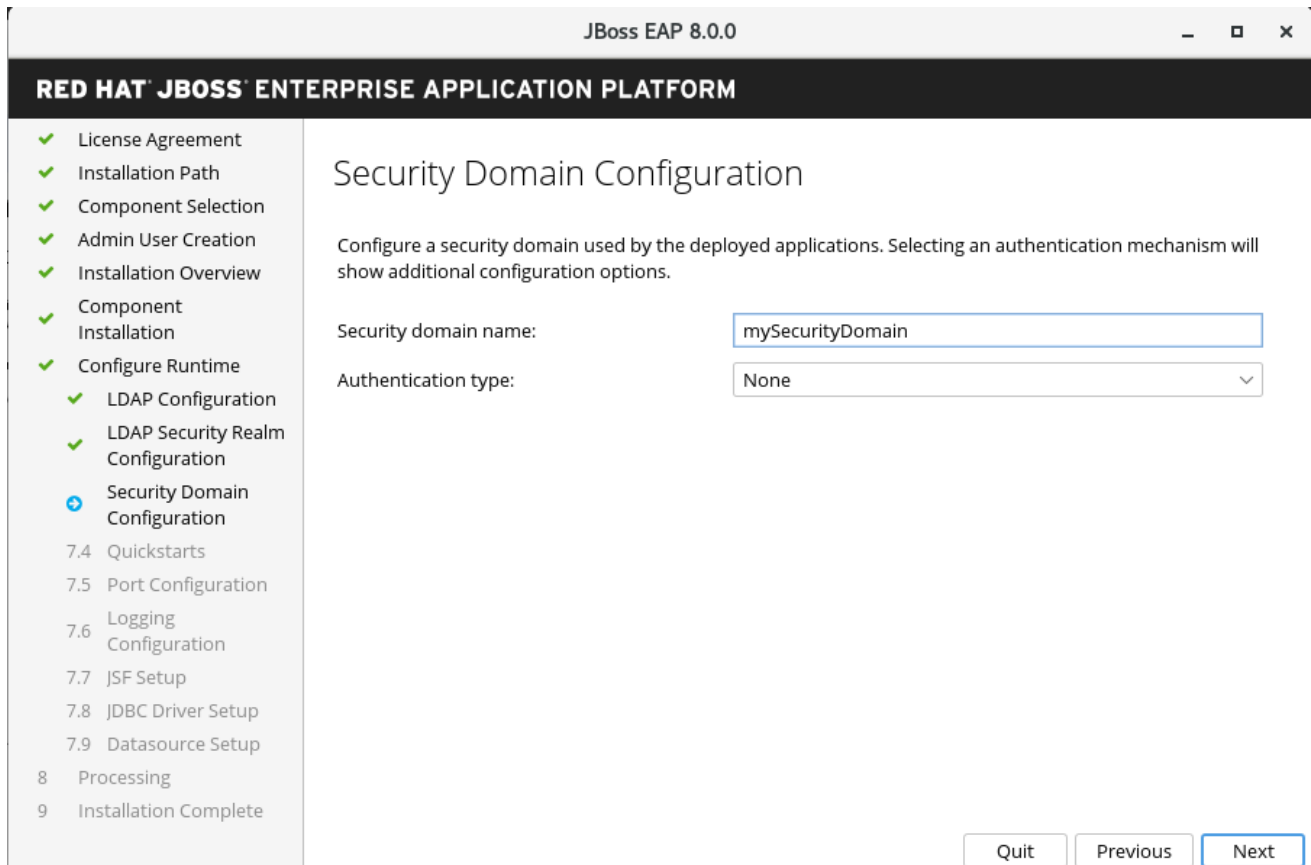 JBoss EAP 8.0.0
RED HAT® JBOSS® ENTERPRISE APPLICATION PLATFORM
License Agreement
Installation Path
Component Selection
Admin User Creation
Installation Overview
Component
Installation
Configure Runtime
LDAP Configuration
LDAP Security Realm
Configuration
Security Domain
Configuration
7.4 Quickstarts
7.5 Port Configuration
7.6 Logging
Configuration
7.7 JSF Setup
7.8 JDBC Driver Setup
7.9 Datasource Setup
8 Processing
9 Installation Complete
Security Domain Configuration
Configure a security domain used by the deployed applications. Selecting an authentication mechanism will
show additional configuration options.
Security domain name: mySecurityDomain
Authentication type: None
Quit Previous Next